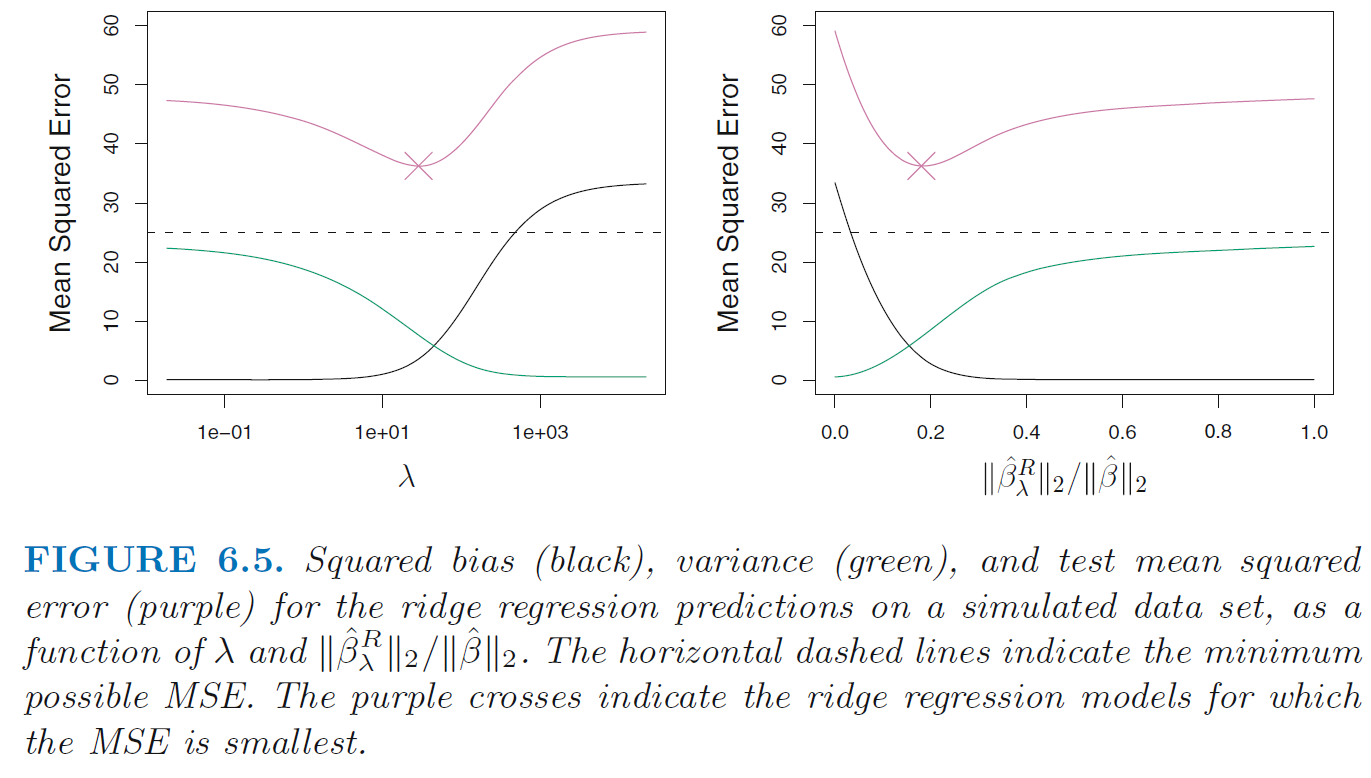 Mean Squared Error
0 10 20 30 40 50 60
1e−01 1e+01 1e+03
λ
Mean Squared Error
0 10 20 30 40 50 60
0.0 0.2 0.4 0.6 0.8 1.0
‖β̂λᴿ‖₂/‖β̂‖₂
FIGURE 6.5. Squared bias (black), variance (green), and test mean squared
error (purple) for the ridge regression predictions on a simulated data set, as a
function of λ and ‖β̂λᴿ‖₂/‖β̂‖₂. The horizontal dashed lines indicate the minimum
possible MSE. The purple crosses indicate the ridge regression models for which
the MSE is smallest.